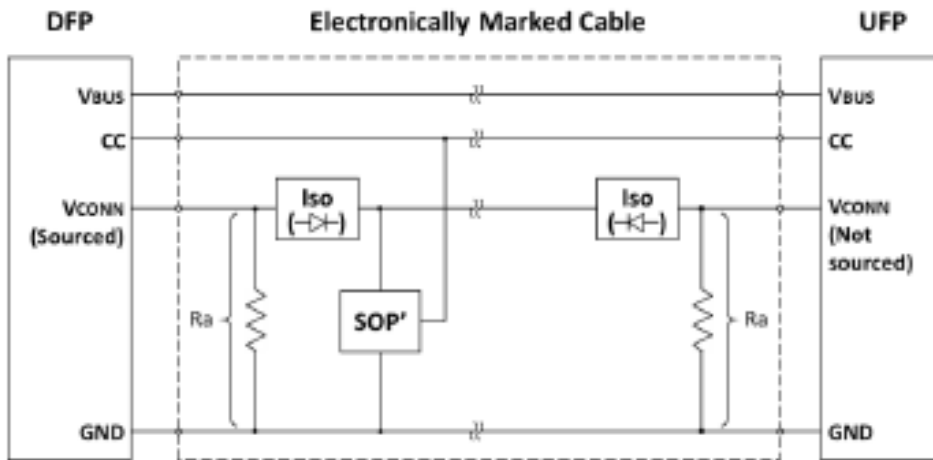 DFP
Electronically Marked Cable
UFP
VBUS
VBUS
CC
CC
Iso
Iso
VCONN
(Sourced)
VCONN
(Not
sourced)
Ra
SOP'
Ra
GND
GND